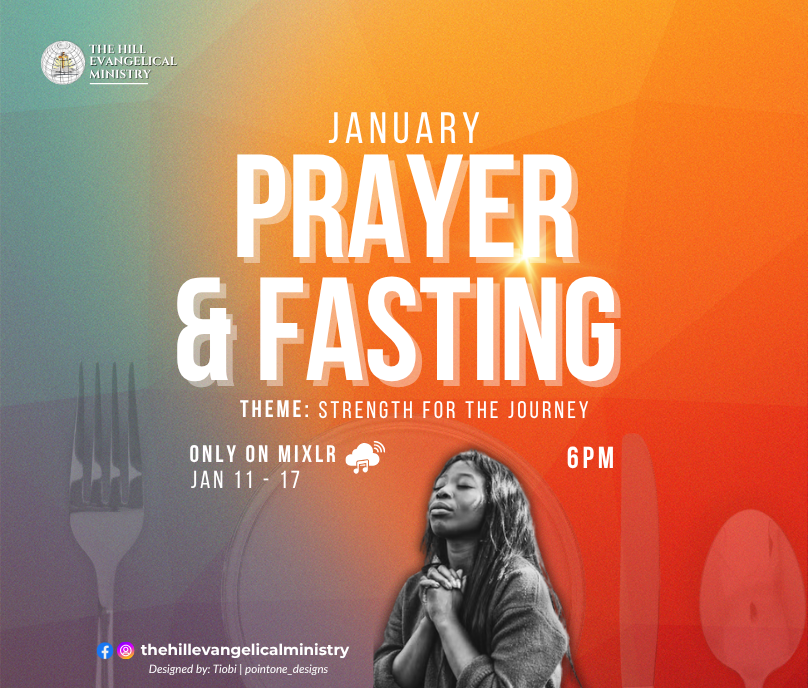 THE HILL
EVANGELICAL
MINISTRY
JANUARY
PRAYER
& FASTING
THEME: STRENGTH FOR THE JOURNEY
ONLY ON MIXLR
6PM
JAN 11 - 17
thehillevangelicalministry
Designed by: Tiobi | pointone_designs